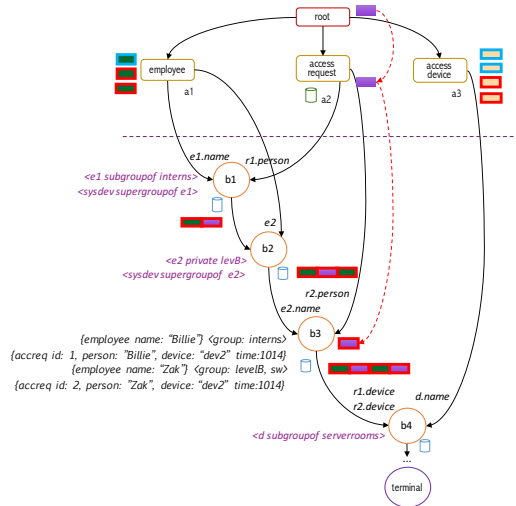 root
employee
access
request
access
device
a1
a2
a3
e1.name
r1.person
<e1 subgroupof interns>
<sysdev supergroupof e1>
b1
e2
b2
<e2 private levB>
<sysdev supergroupof e2>
r2.person
e2.name
b3
{employee name: “Billie”} <group: interns>
{accreq id: 1, person: ”Billie”, device: “dev2” time:1014}
{employee name: “Zak”} <group: levelB, sw>
{accreq id: 2, person: ”Zak”, device: “dev2” time:1014}
r1.device
r2.device
d.name
b4
<d subgroupof serverrooms>
...
terminal